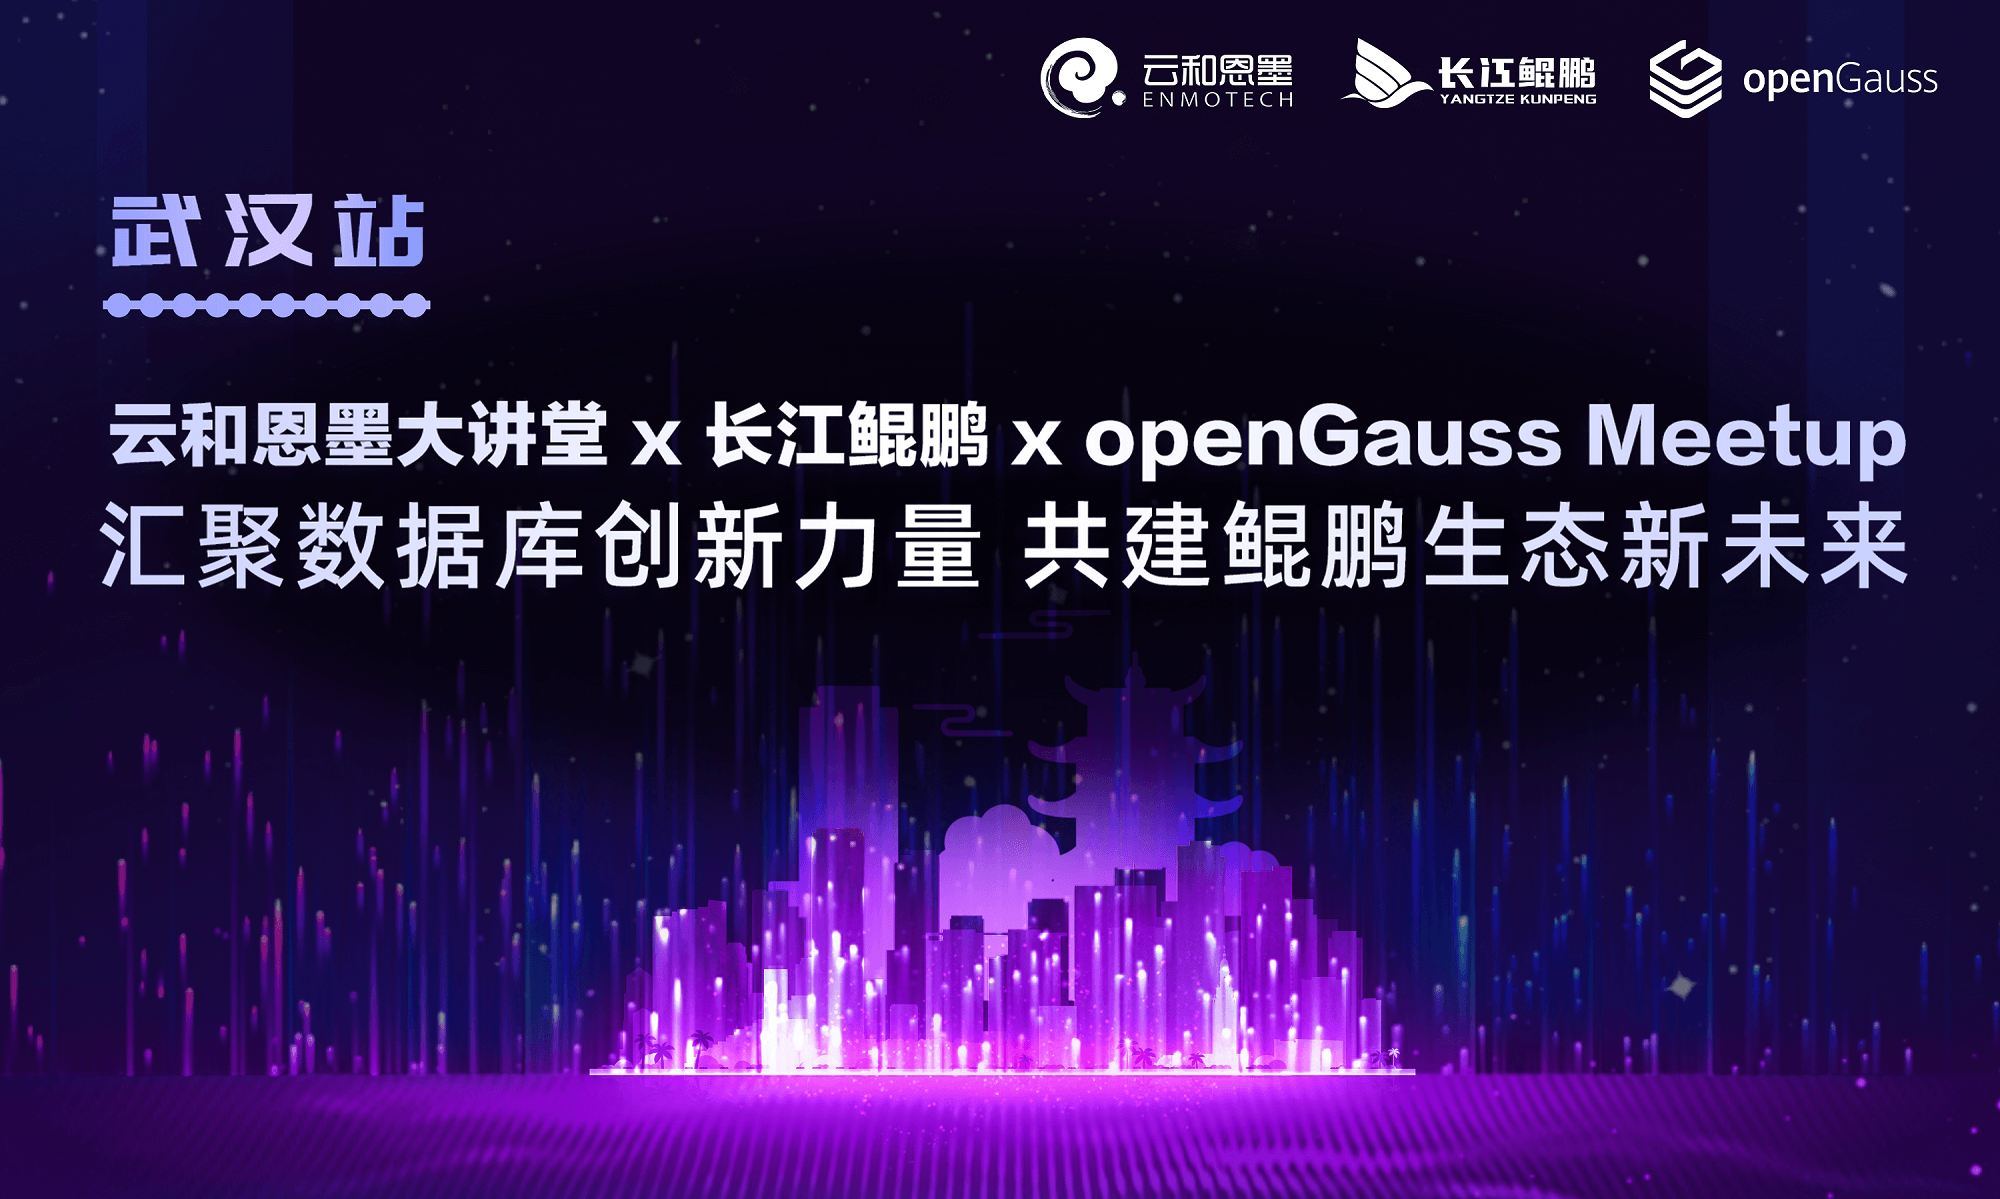 云和恩墨
ENMOTECH
长江鲲鹏
YANGTZE KUNPENG
openGauss
武汉站
云和恩墨大讲堂 x 长江鲲鹏 x openGauss Meetup
汇聚数据库创新力量 共建鲲鹏生态新未来